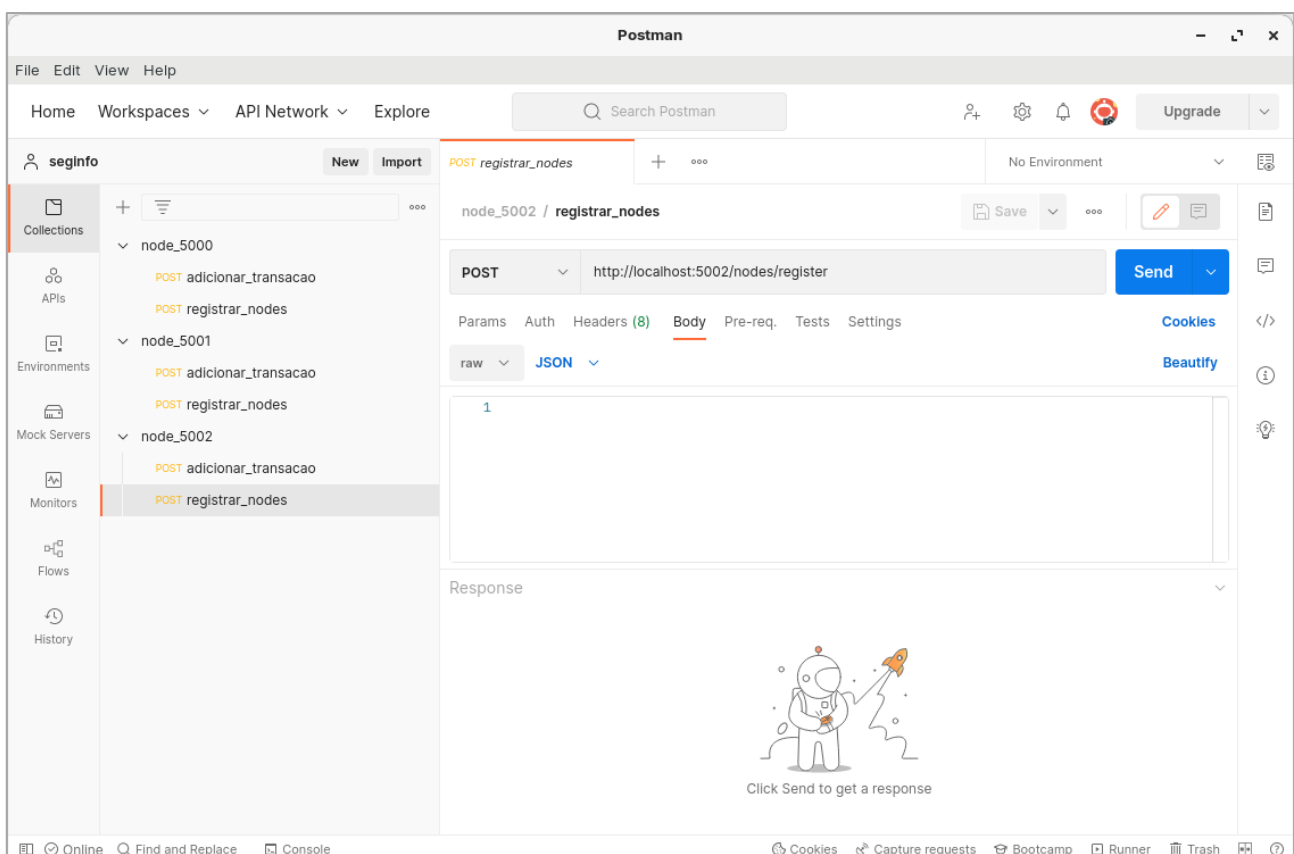 Postman
File Edit View Help
Home Workspaces API Network Explore Search Postman Upgrade
seginfo New Import POST registrar_nodes No Environment
Collections
APIs
Environments
Mock Servers
Monitors
Flows
History
node_5000
POST adicionar_transacao
POST registrar_nodes
node_5001
POST adicionar_transacao
POST registrar_nodes
node_5002
POST adicionar_transacao
POST registrar_nodes
node_5002 / registrar_nodes Save
POST http://localhost:5002/nodes/register Send
Params Auth Headers (8) Body Pre-req. Tests Settings Cookies
raw JSON Beautify
1
Response
Click Send to get a response
Online Find and Replace Console Cookies Capture requests Bootcamp Runner Trash